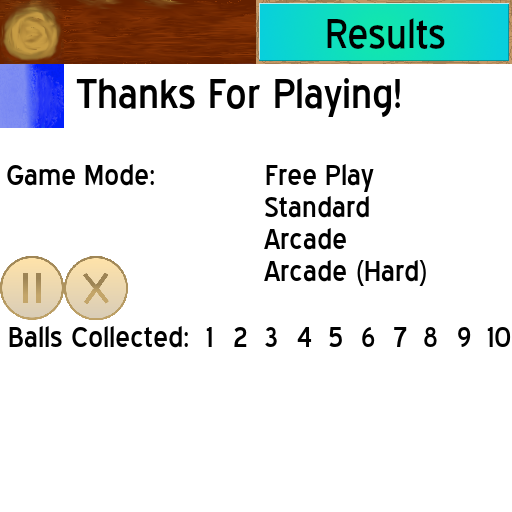 Results
Thanks For Playing!
Game Mode: Free Play
Standard
Arcade
Arcade (Hard)
Balls Collected: 1 2 3 4 5 6 7 8 9 10